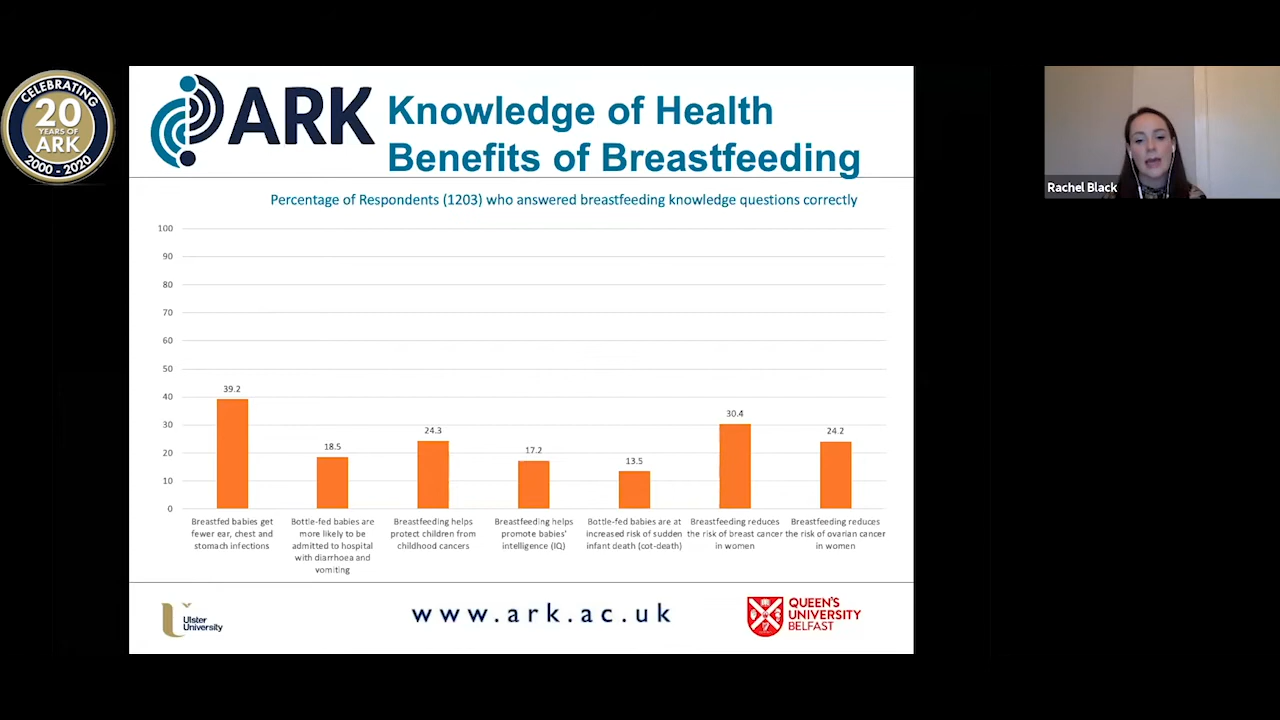 CELEBRATING
20
YEARS OF
ARK
2000 - 2020
ARK
Knowledge of Health
Benefits of Breastfeeding
Rachel Black
Percentage of Respondents (1203) who answered breastfeeding knowledge questions correctly
100
90
80
70
60
50
40
30
20
10
0
39.2
18.5
24.3
17.2
13.5
30.4
24.2
Breastfed babies get
fewer ear, chest and
stomach infections
Bottle-fed babies are
more likely to be
admitted to hospital
with diarrhoea and
vomiting
Breastfeeding helps
protect children from
childhood cancers
Breastfeeding helps
promote babies'
intelligence (IQ)
Bottle-fed babies are at
increased risk of sudden
infant death (cot-death)
Breastfeeding reduces
the risk of breast cancer
in women
Breastfeeding reduces
the risk of ovarian cancer
in women
Ulster
University
www.ark.ac.uk
QUEEN'S
UNIVERSITY
BELFAST